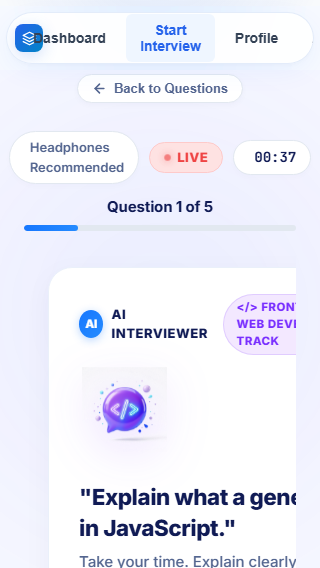 Dashboard
Start
Interview
Profile
Back to Questions
Headphones
Recommended
LIVE
00:37
Question 1 of 5
AI
AI
INTERVIEWER
</> FRON
WEB DEV
TRACK
</>
"Explain what a gene
in JavaScript."
Take your time. Explain clearly